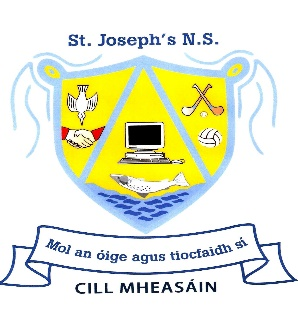 St. Joseph's N.S.
Mol an óige agus tiocfaidh sí
CILL MHEASÁIN